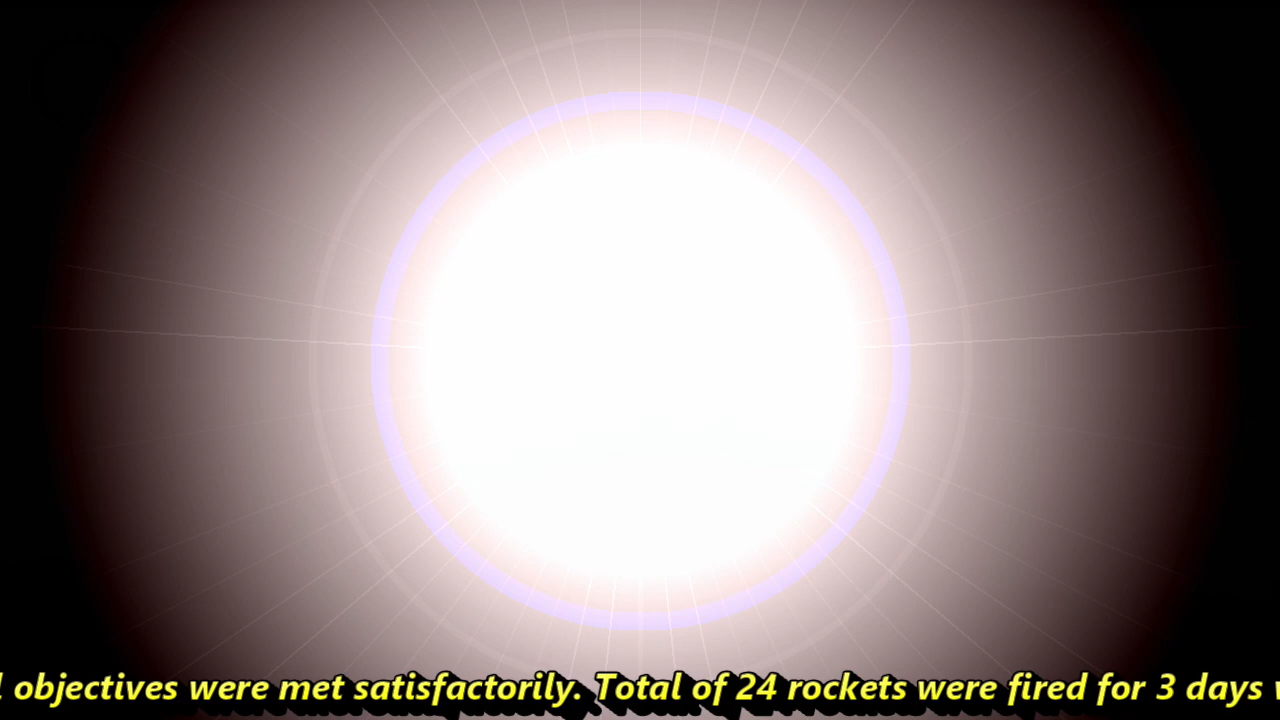 objectives were met satisfactorily. Total of 24 rockets were fired for 3 days